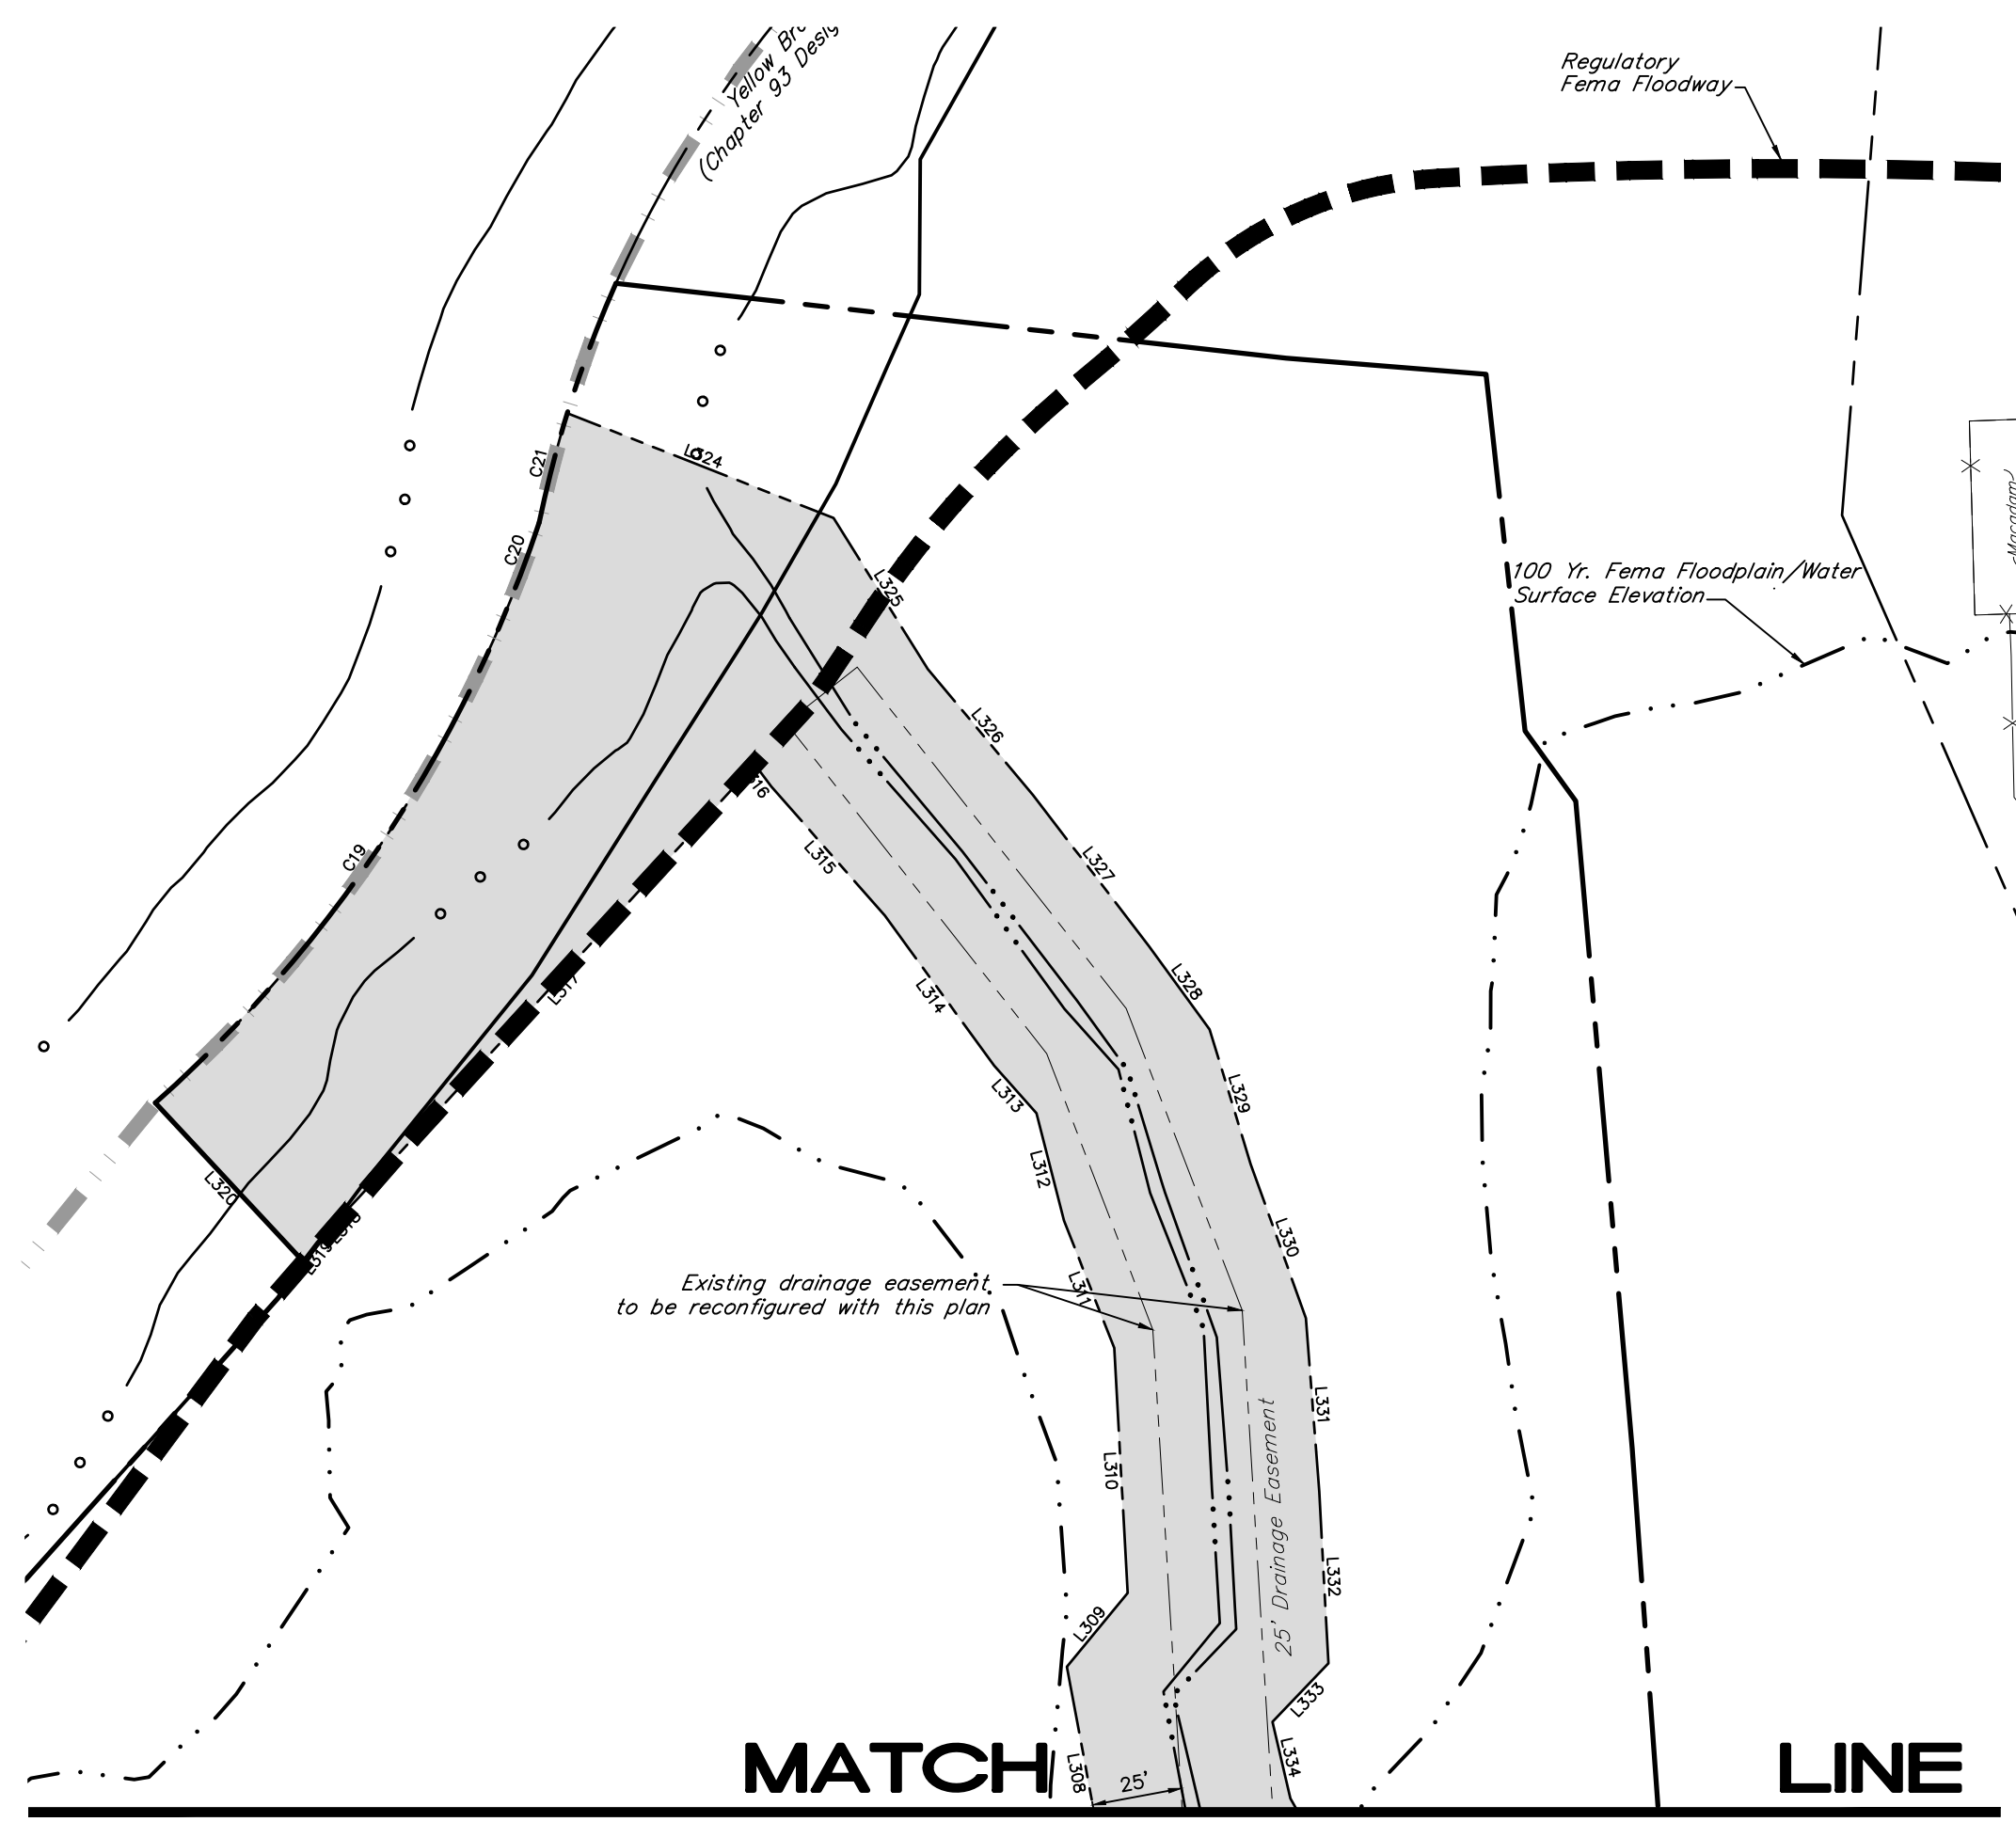 Yellow
(Chapter 93
Regulatory
Fema Floodway
L324
C21
C20
L325
100 Yr. Fema Floodplain/Water
Surface Elevation
L326
L315
L327
C19
L314
L317
L328
L313
L329
L312
L320
L319
L330
L311
Existing drainage easement
to be reconfigured with this plan
L331
L310
25' Drainage Easement
L332
L309
L333
L334
L308
25'
MATCH LINE